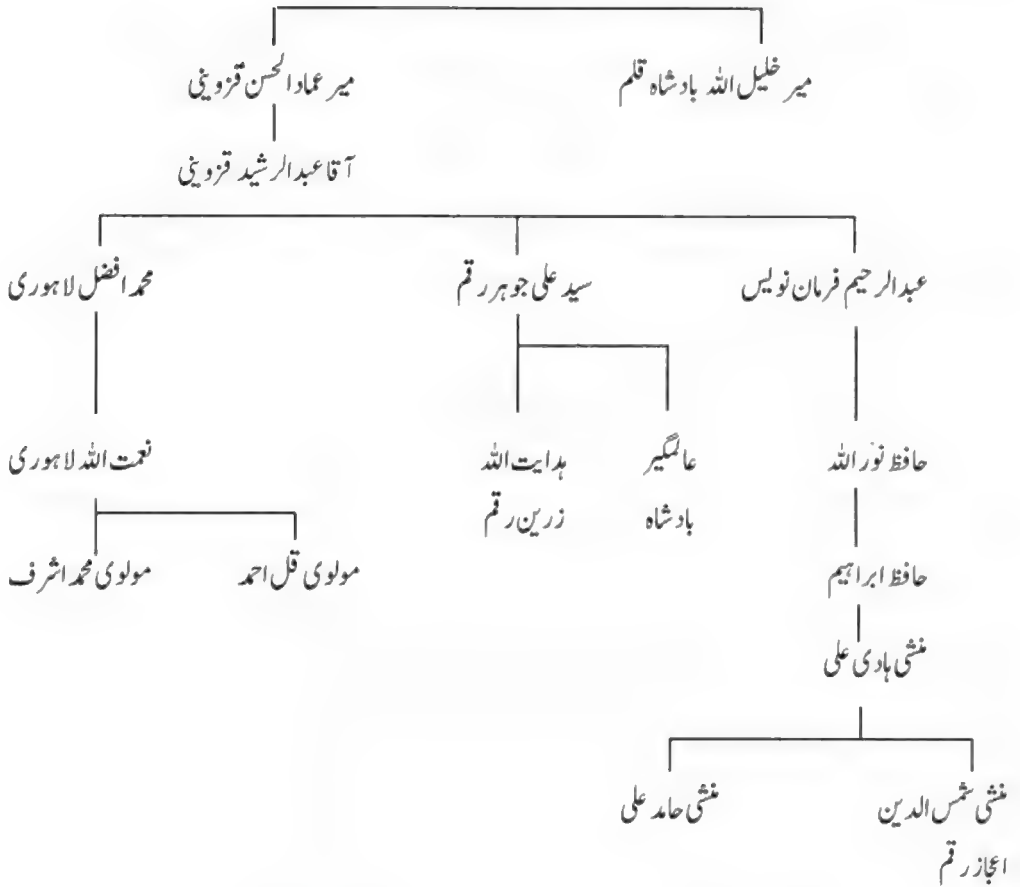 میر خلیل اللہ بادشاہ قلم
میر عماد الحسن قزوینی
آقا عبدالرشید قزوینی
عبدالرحیم فرمان نویس
سید علی جوہر رقم
محمد افضل لاہوری
حافظ نور اللہ
عالمگیر
بادشاہ
ہدایت اللہ
زرین رقم
نعمت اللہ لاہوری
حافظ ابراہیم
مولوی قل احمد
مولوی محمد اشرف
منشی ہادی علی
منشی شمس الدین
اعجاز رقم
منشی حامد علی